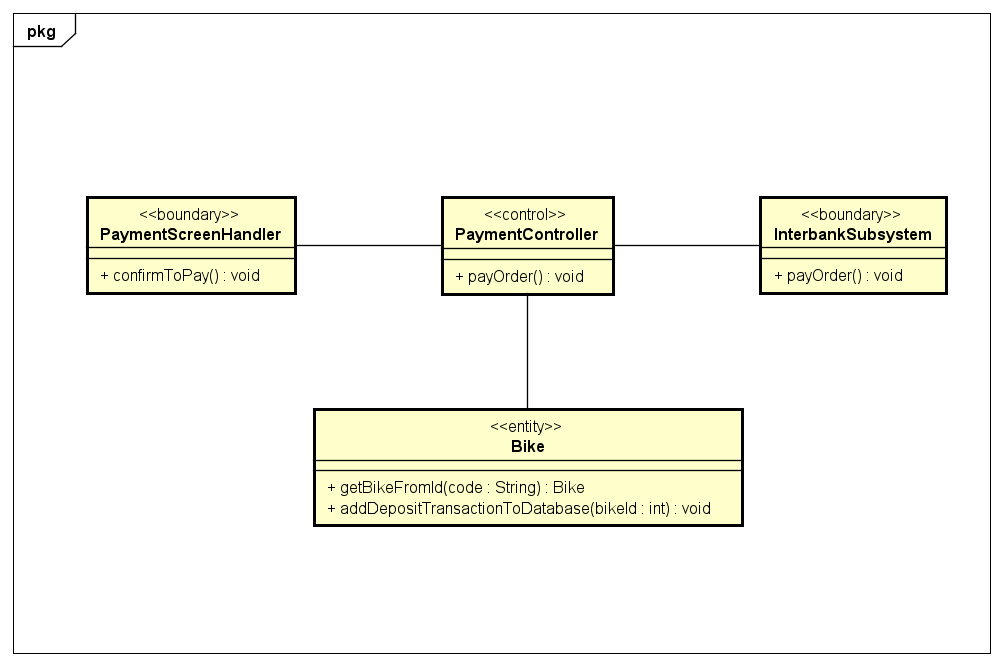 pkg
<<boundary>>
PaymentScreenHandler
+ confirmToPay() : void
<<control>>
PaymentController
+ payOrder() : void
<<boundary>>
InterbankSubsystem
+ payOrder() : void
<<entity>>
Bike
+ getBikeFromId(code : String) : Bike
+ addDepositTransactionToDatabase(bikeId : int) : void